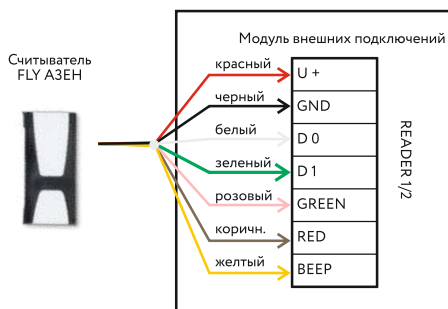 Модуль внешних подключений
Считыватель
FLY A3EH
красный
U +
черный
GND
белый
D 0
зеленый
D 1
розовый
GREEN
коричн.
RED
желтый
BEEP
READER 1/2